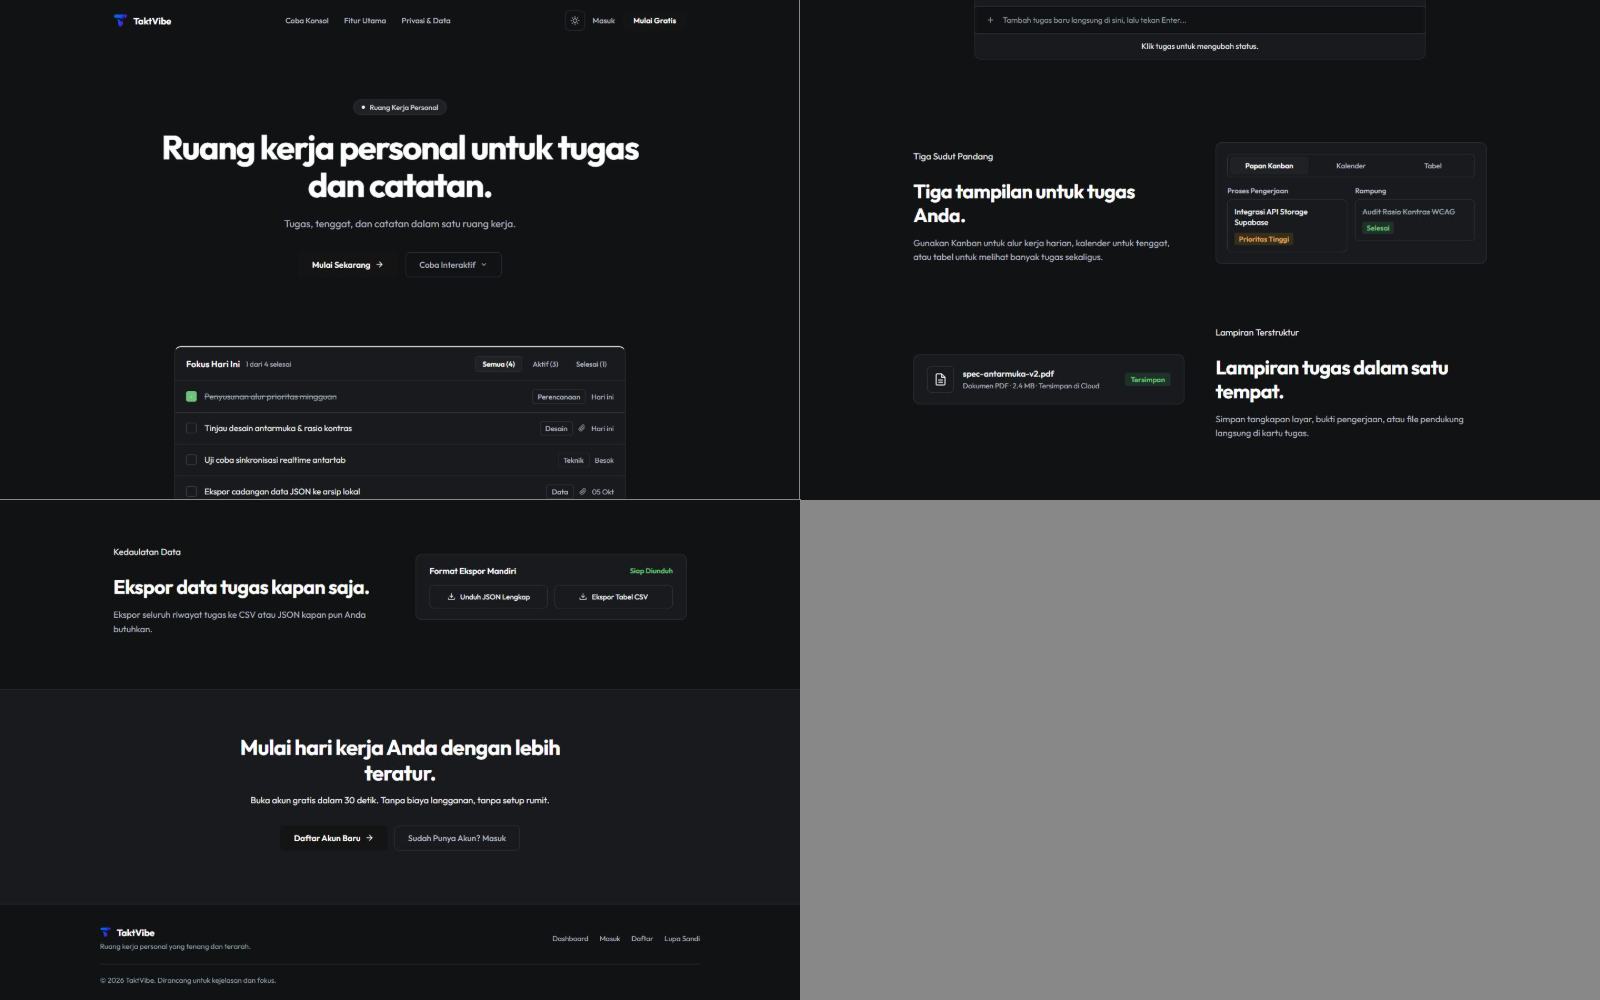 TaktVibe
Coba Konsol
Fitur Utama
Privasi & Data
Masuk
Mulai Gratis
Ruang Kerja Personal
Ruang kerja personal untuk tugas
dan catatan.
Tugas, tenggat, dan catatan dalam satu ruang kerja.
Mulai Sekarang
Coba Interaktif
Fokus Hari Ini
1 dari 4 selesai
Semua (4)
Aktif (3)
Selesai (1)
Penyusunan alur prioritas mingguan
Perencanaan
Hari ini
Tinjau desain antarmuka & rasio kontras
Desain
Hari ini
Uji coba sinkronisasi realtime antartab
Teknik
Besok
Ekspor cadangan data JSON ke arsip lokal
Data
05 Okt
Tambah tugas baru langsung di sini, lalu tekan Enter...
Klik tugas untuk mengubah status.
Tiga Sudut Pandang
Tiga tampilan untuk tugas
Anda.
Gunakan Kanban untuk alur kerja harian, kalender untuk tenggat,
atau tabel untuk melihat banyak tugas sekaligus.
Papan Kanban
Kalender
Tabel
Proses Pengerjaan
Rampung
Integrasi API Storage
Supabase
Prioritas Tinggi
Audit Rasio Kontras WCAG
Selesai
spec-antarmuka-v2.pdf
Dokumen PDF · 2.4 MB · Tersimpan di Cloud
Tersimpan
Lampiran Terstruktur
Lampiran tugas dalam satu
tempat.
Simpan tangkapan layar, bukti pengerjaan, atau file pendukung
langsung di kartu tugas.
Kedaulatan Data
Ekspor data tugas kapan saja.
Ekspor seluruh riwayat tugas ke CSV atau JSON kapan pun Anda
butuhkan.
Format Ekspor Mandiri
Siap Diunduh
Unduh JSON Lengkap
Ekspor Tabel CSV
Mulai hari kerja Anda dengan lebih
teratur.
Buka akun gratis dalam 30 detik. Tanpa biaya langganan, tanpa setup rumit.
Daftar Akun Baru
Sudah Punya Akun? Masuk
TaktVibe
Ruang kerja personal yang tenang dan terarah.
Dashboard
Masuk
Daftar
Lupa Sandi
© 2026 TaktVibe. Dirancang untuk kejelasan dan fokus.